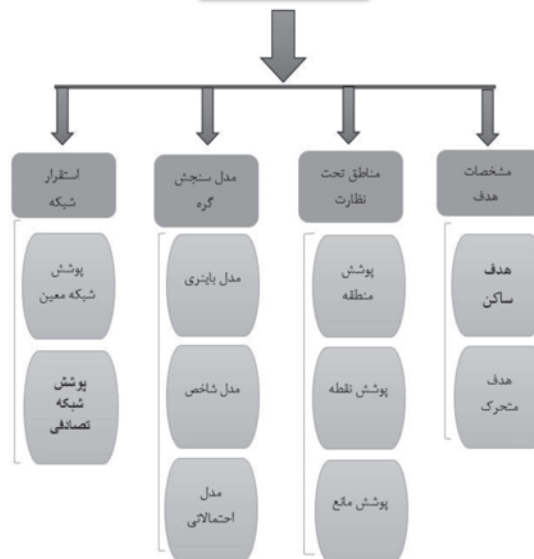 مشخصات
هدف
هدف
ساکن
هدف
متحرک
مناطق تحت
نظارت
پوشش
منطقه
پوشش نقطه
پوشش مانع
مدل سنجش
گره
مدل باینری
مدل شاخص
مدل
احتمالاتی
استقرار
شبکه
پوشش
شبکه معین
پوشش
شبکه
تصادفی